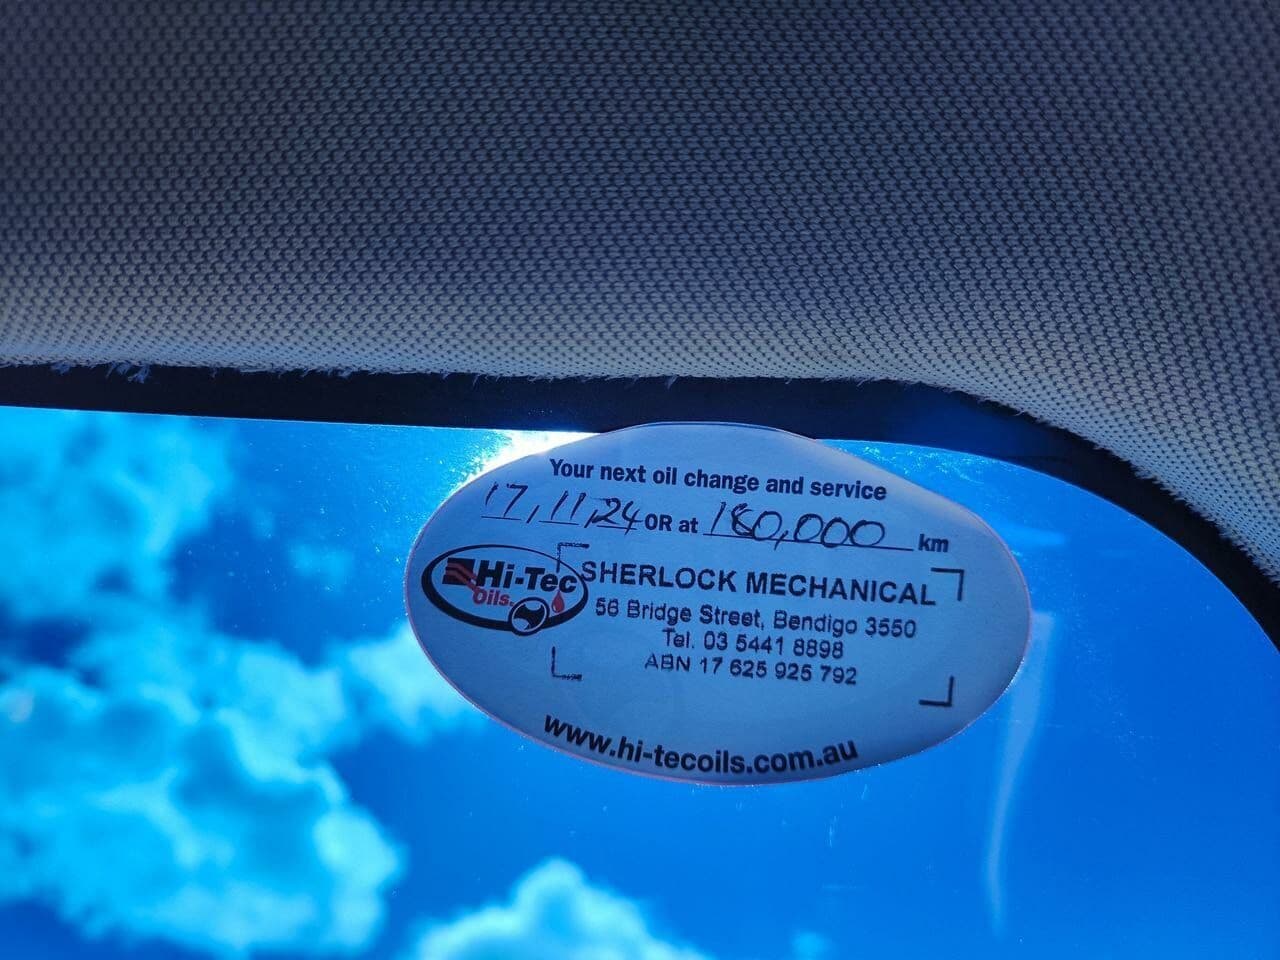 Your next oil change and service
17,11,24 OR at 180,000 km
Hi-Tec
Oils.
SHERLOCK MECHANICAL
56 Bridge Street, Bendigo 3550
Tel. 03 5441 8898
ABN 17 625 925 792
www.hi-tecoils.com.au